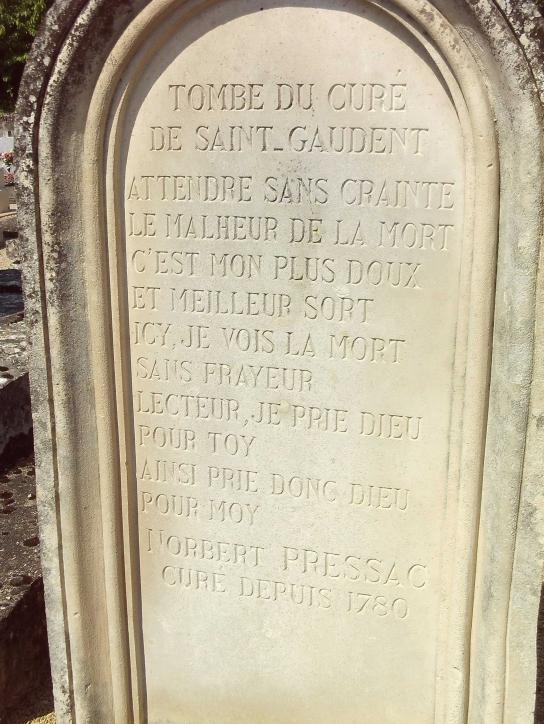 TOMBE DU CURÉ
DE SAINT-GAUDENT
ATTENDRE SANS CRAINTE
LE MALHEUR DE LA MORT
C'EST MON PLUS DOUX
ET MEILLEUR SORT
ICY, JE VOIS LA MORT
SANS FRAYEUR
LECTEUR, JE PRIE DIEU
POUR TOY
AINSI PRIE DONC DIEU
POUR MOY
NORBERT PRESSAC
CURÉ DEPUIS 1780